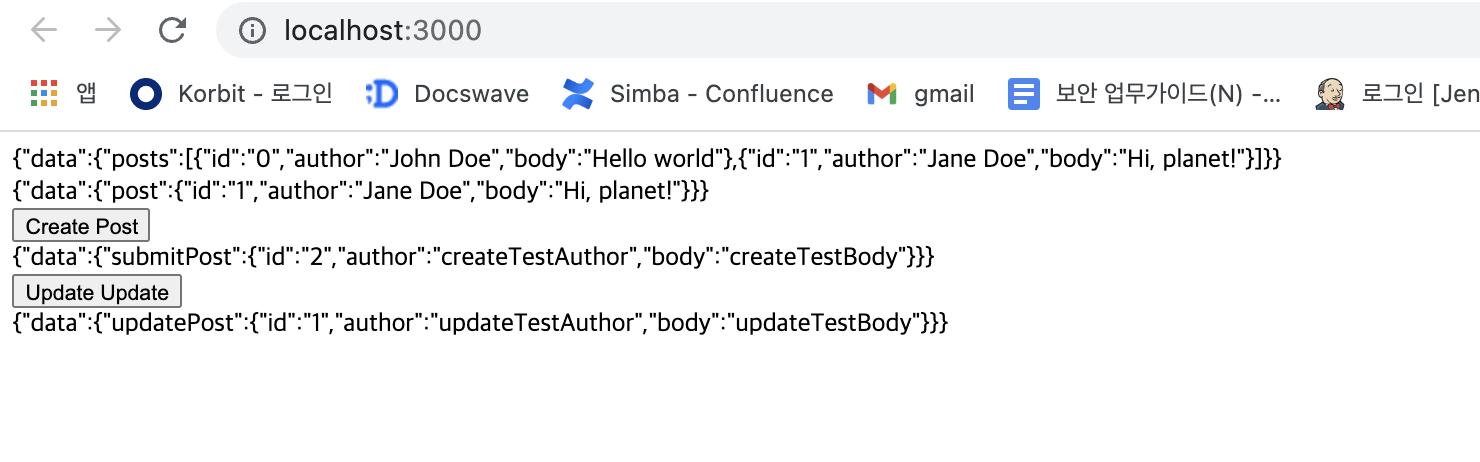 localhost:3000
앱 Korbit - 로그인 Docswave Simba - Confluence gmail 보안 업무가이드(N) -... 로그인 [Jen
{"data":{"posts":[{"id":"0","author":"John Doe","body":"Hello world"},{"id":"1","author":"Jane Doe","body":"Hi, planet!"}]}}
{"data":{"post":{"id":"1","author":"Jane Doe","body":"Hi, planet!"}}}
Create Post
{"data":{"submitPost":{"id":"2","author":"createTestAuthor","body":"createTestBody"}}}
Update Update
{"data":{"updatePost":{"id":"1","author":"updateTestAuthor","body":"updateTestBody"}}}